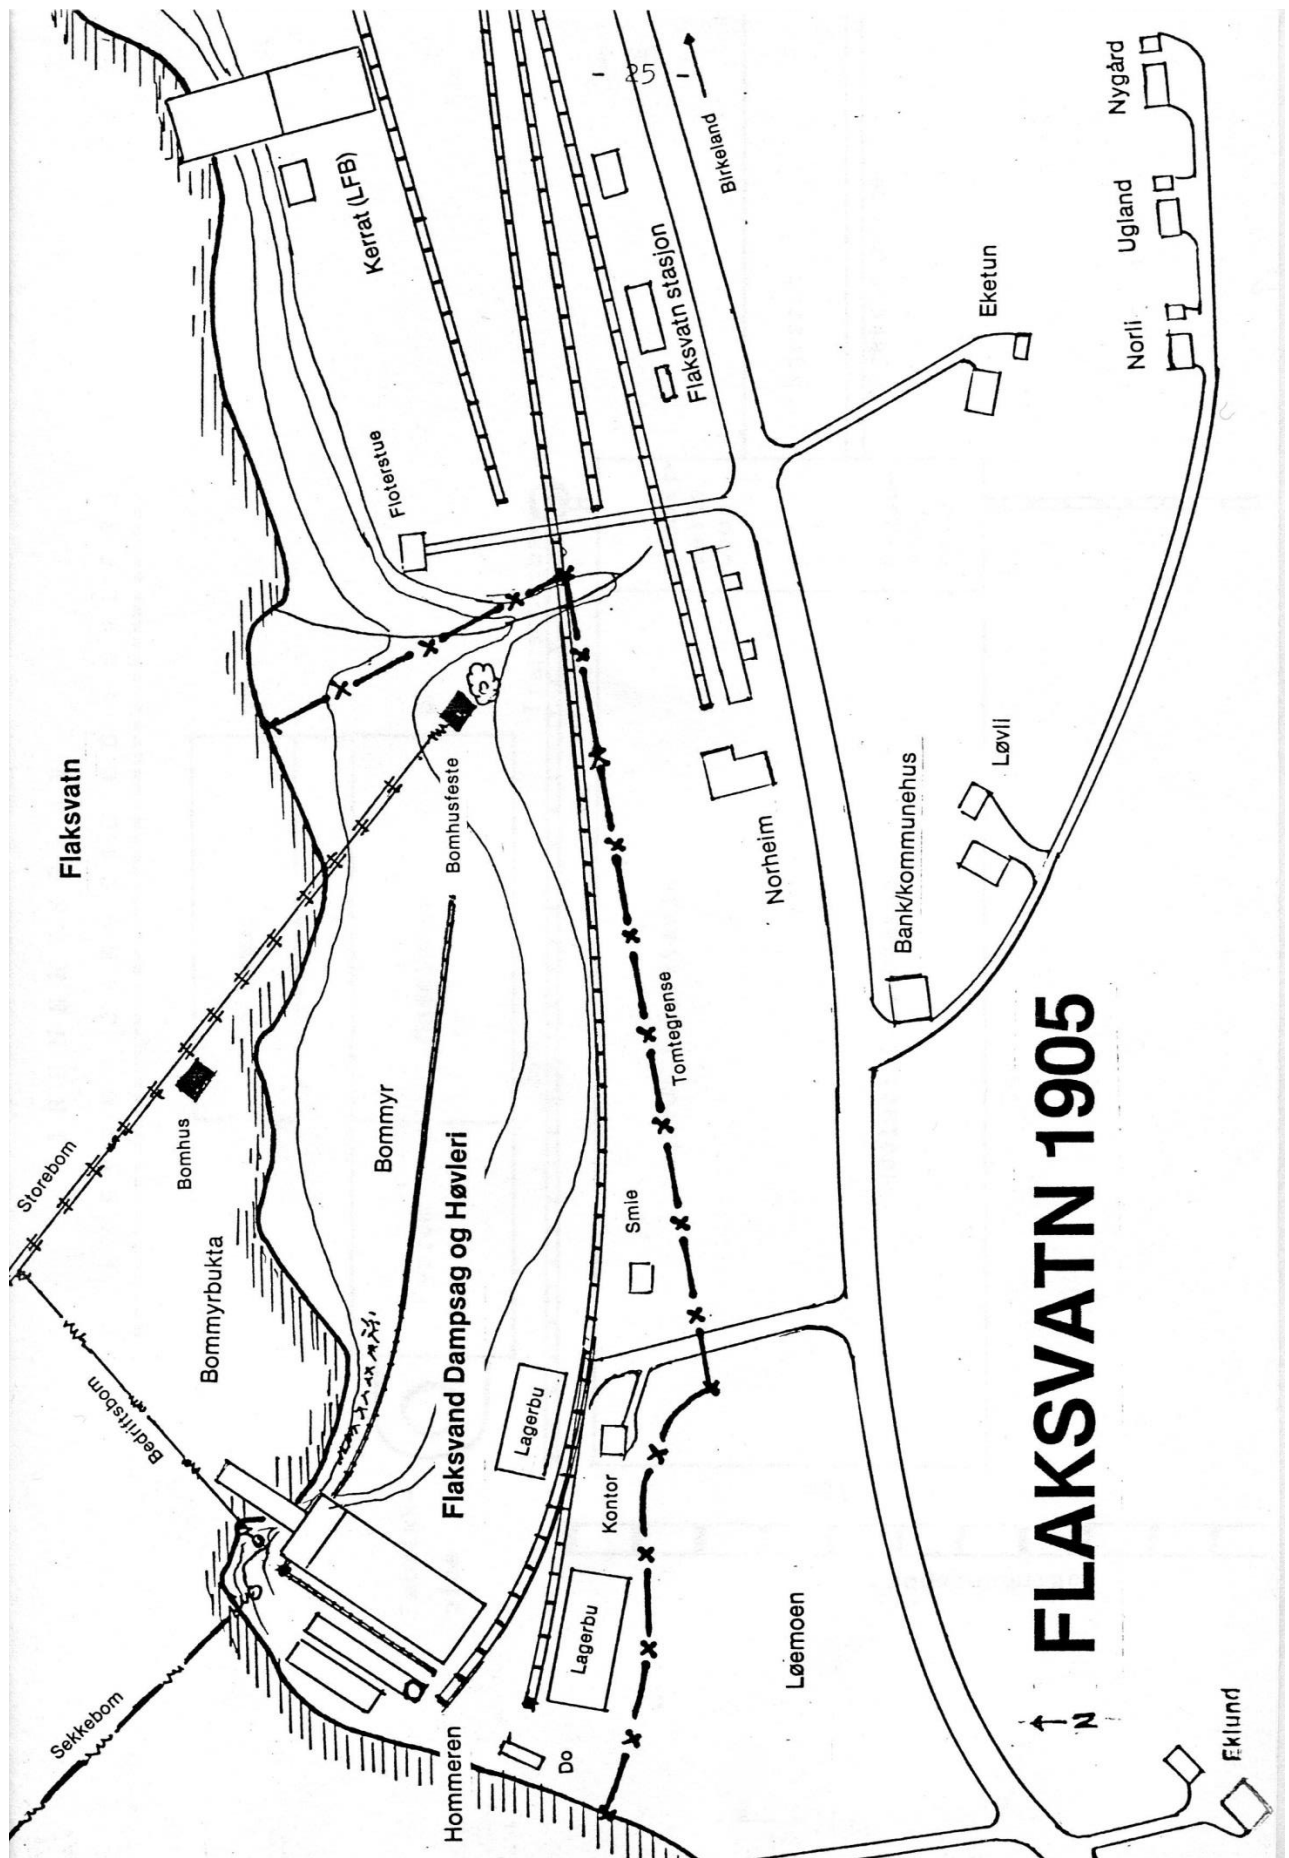 - 25 -
Flaksvatn
Kerrat (LFB)
Birkeland
Nygård
Ugland
Norli
Eketun
Flaksvatn stasjon
Floterstue
Bomhusfeste
Norheim
Løvli
Bank/kommunehus
Storebom
Bomhus
Bommyr
Tomtegrense
Bommyrbukta
Bedriftsbom
Flaksvand Dampsag og Høvleri
Smie
Lagerbu
Kontor
Lagerbu
Sekkebom
Hommeren
Do
Løemoen
FLAKSVATN 1905
N
Eklund